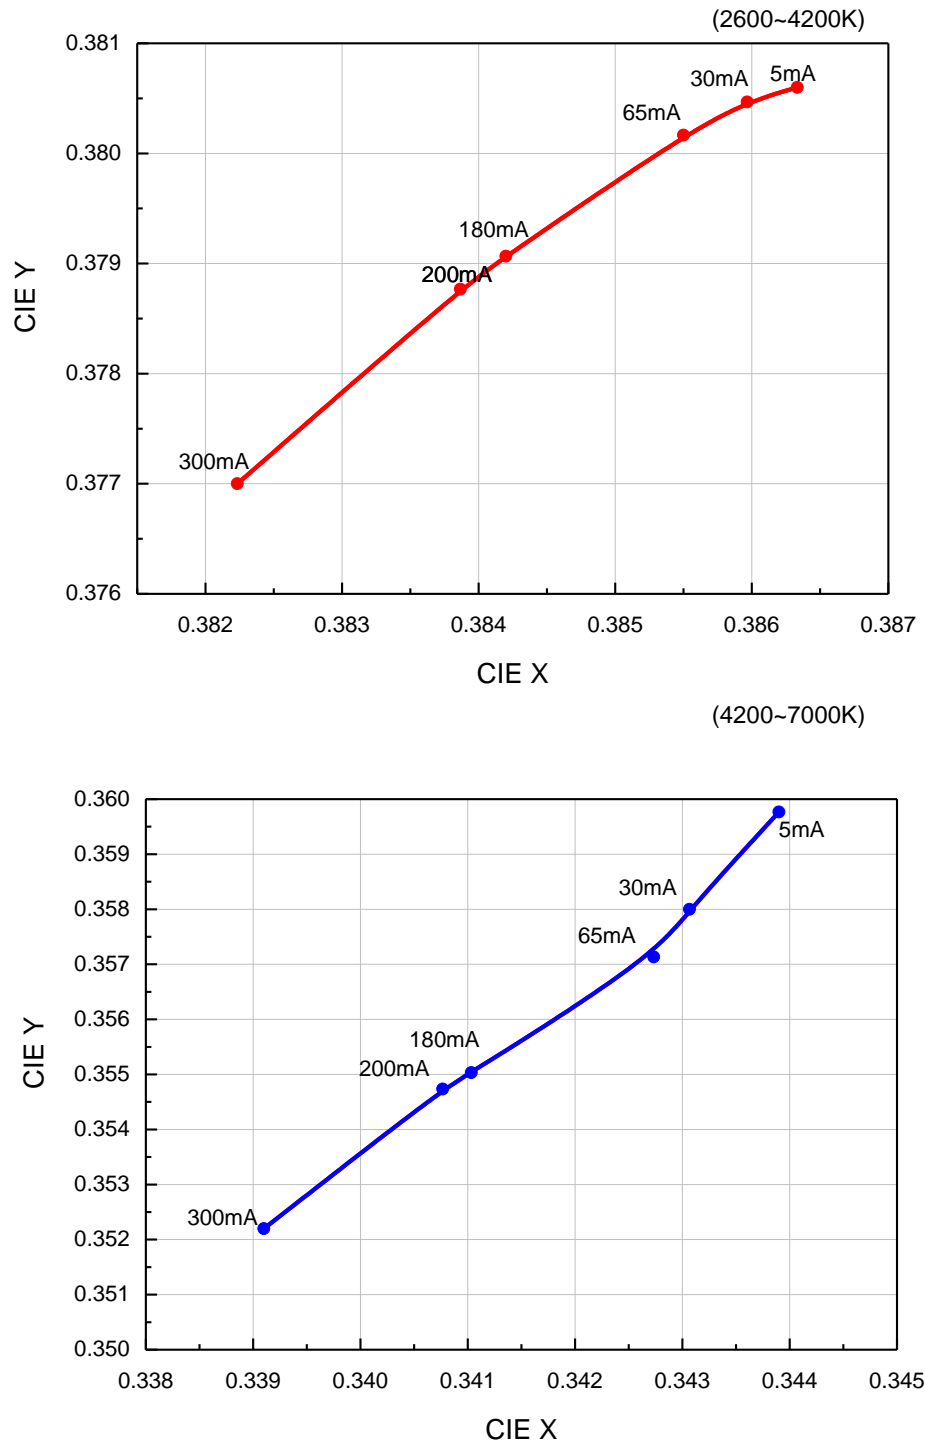 (2600~4200K)
0.381
30mA 5mA
65mA
0.380
180mA
0.379
200mA
CIE Y
0.378
300mA
0.377
0.376
0.382 0.383 0.384 0.385 0.386 0.387
CIE X
(4200~7000K)
0.360
5mA
0.359
30mA
0.358
65mA
0.357
0.356
180mA
200mA
0.355
CIE Y
0.354
0.353
300mA
0.352
0.351
0.350
0.338 0.339 0.340 0.341 0.342 0.343 0.344 0.345
CIE X